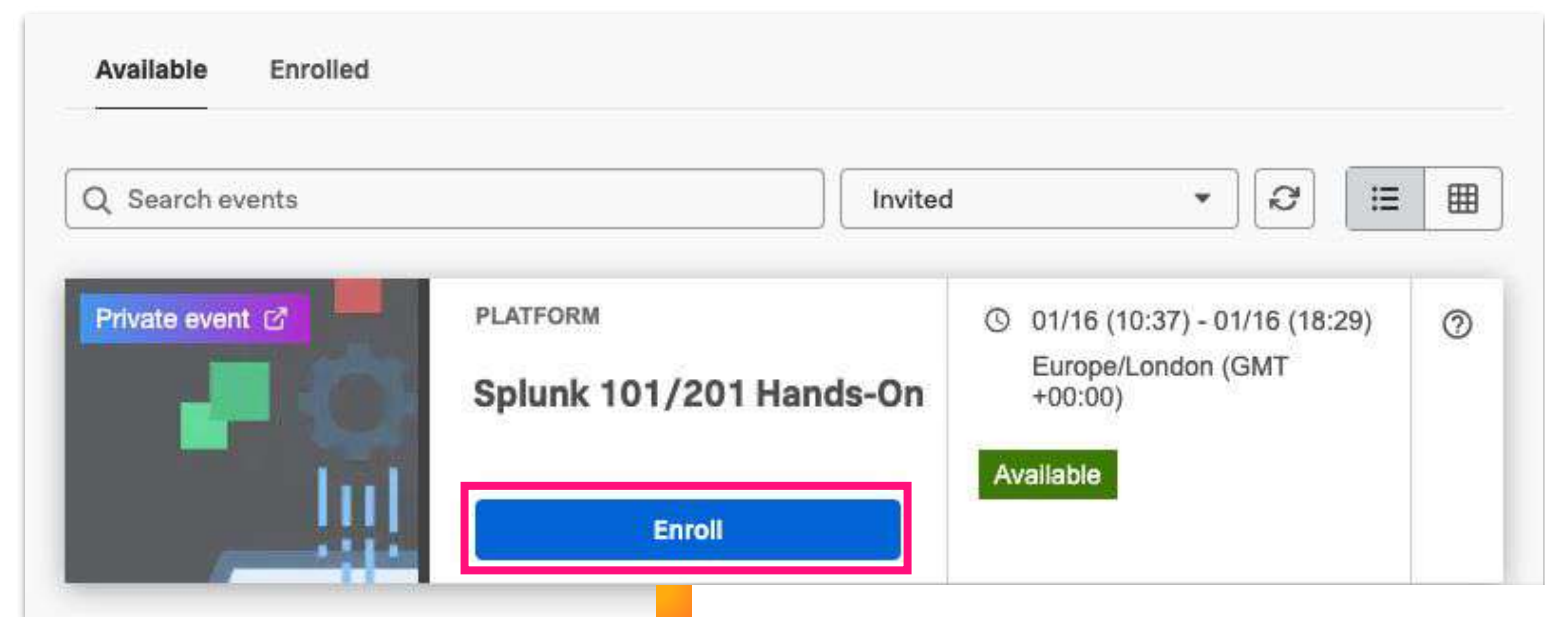 Available Enrolled
Search events Invited
Private event
PLATFORM
Splunk 101/201 Hands-On
Enroll
01/16 (10:37) - 01/16 (18:29)
Europe/London (GMT
+00:00)
Available